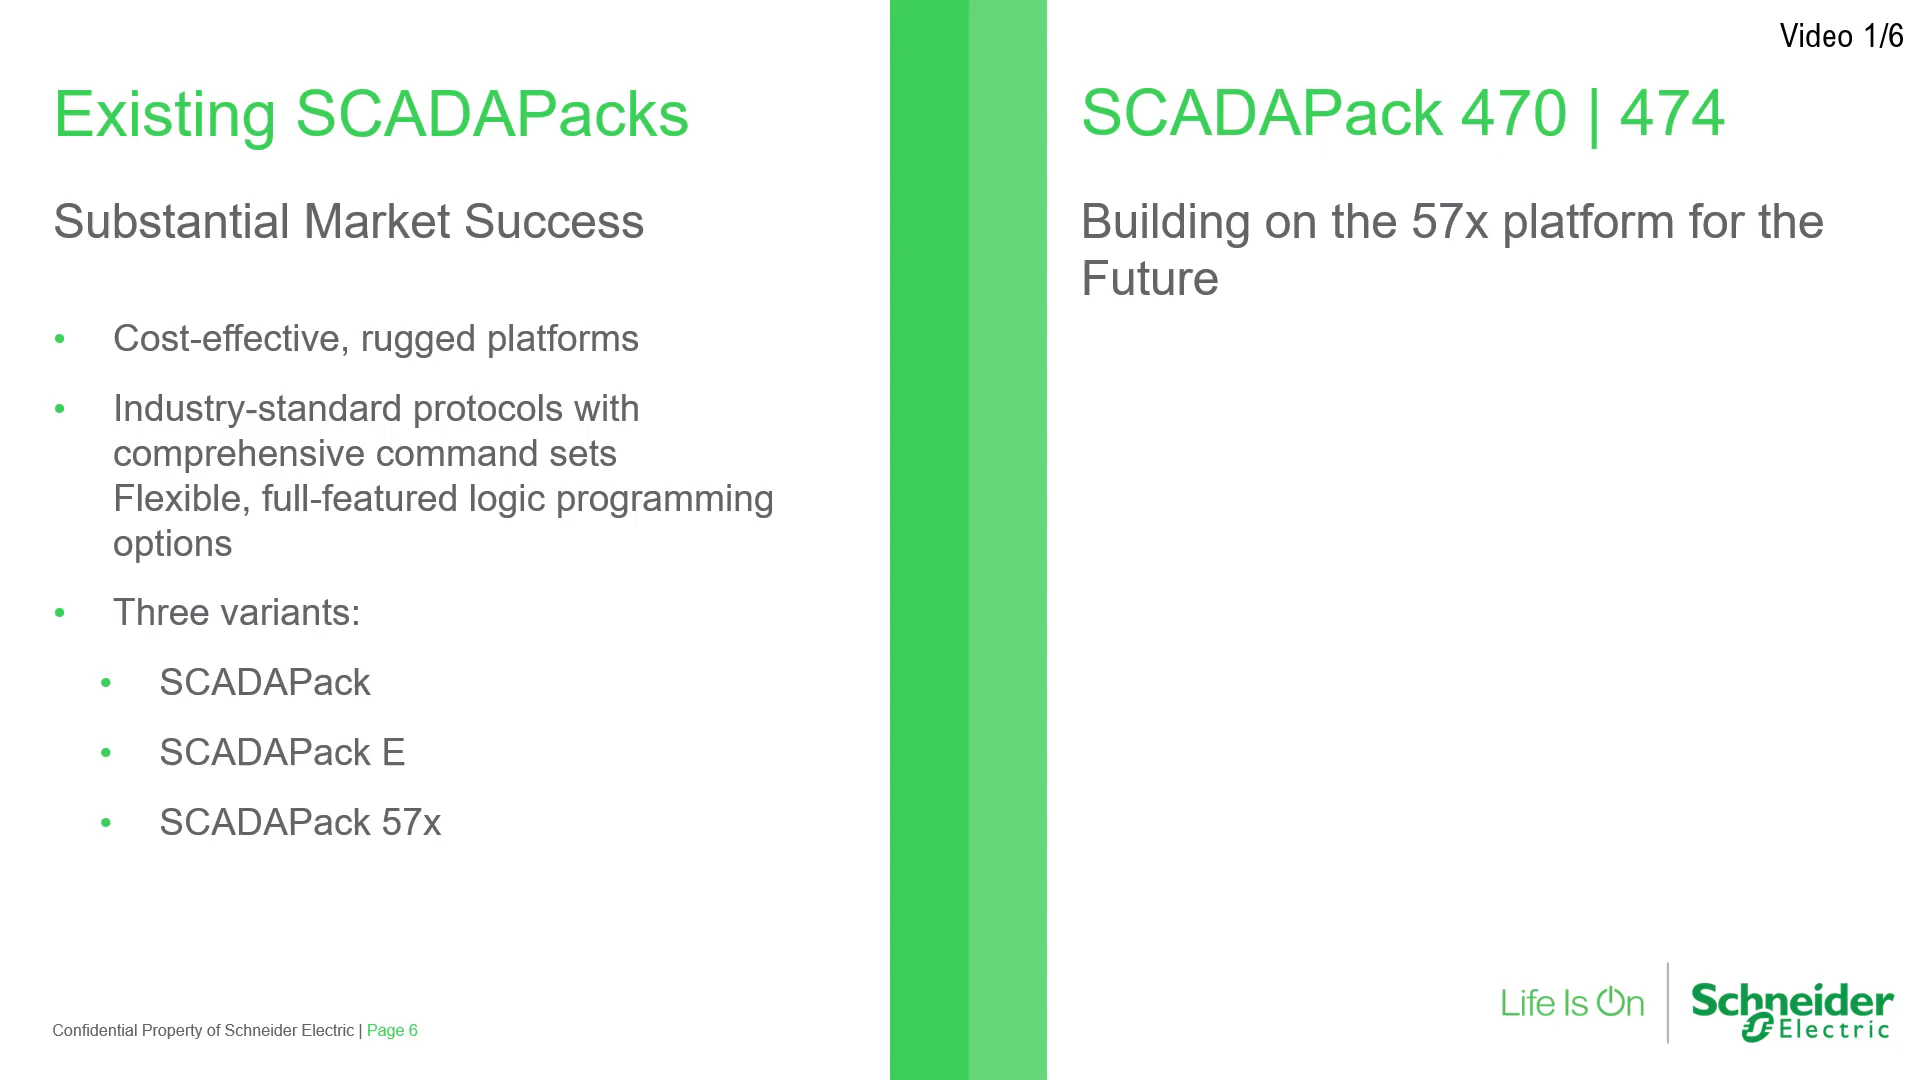 Video 1/6
Existing SCADAPacks
Substantial Market Success
• Cost-effective, rugged platforms
• Industry-standard protocols with
comprehensive command sets
Flexible, full-featured logic programming
options
• Three variants:
• SCADAPack
• SCADAPack E
• SCADAPack 57x
SCADAPack 470 | 474
Building on the 57x platform for the
Future
Confidential Property of Schneider Electric | Page 6
Life Is On
Schneider
Electric